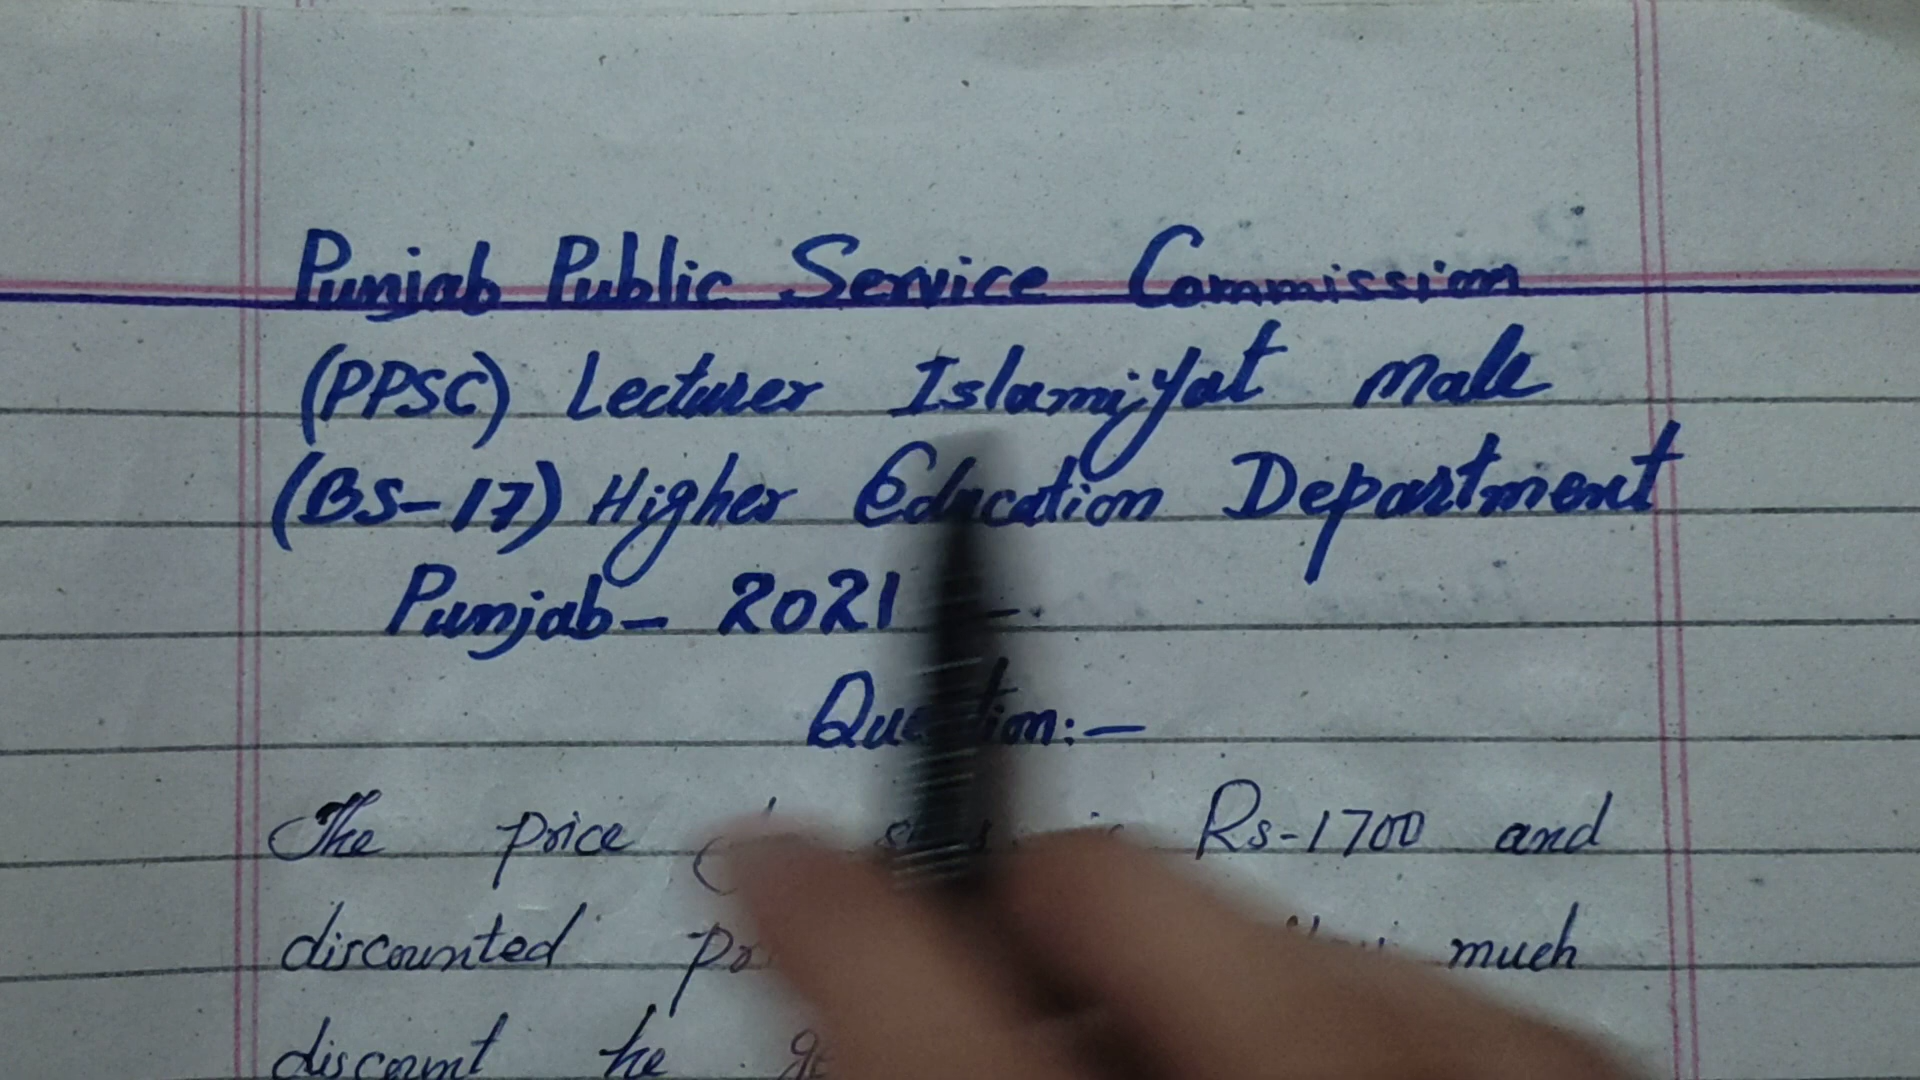 Punjab Public Service Commission
(PPSC) Lecturer Islamiyat Male
(BS-17) Higher Education Department
Punjab - 2021 -
Question:-
The price Rs-1700 and
discounted much
discount he